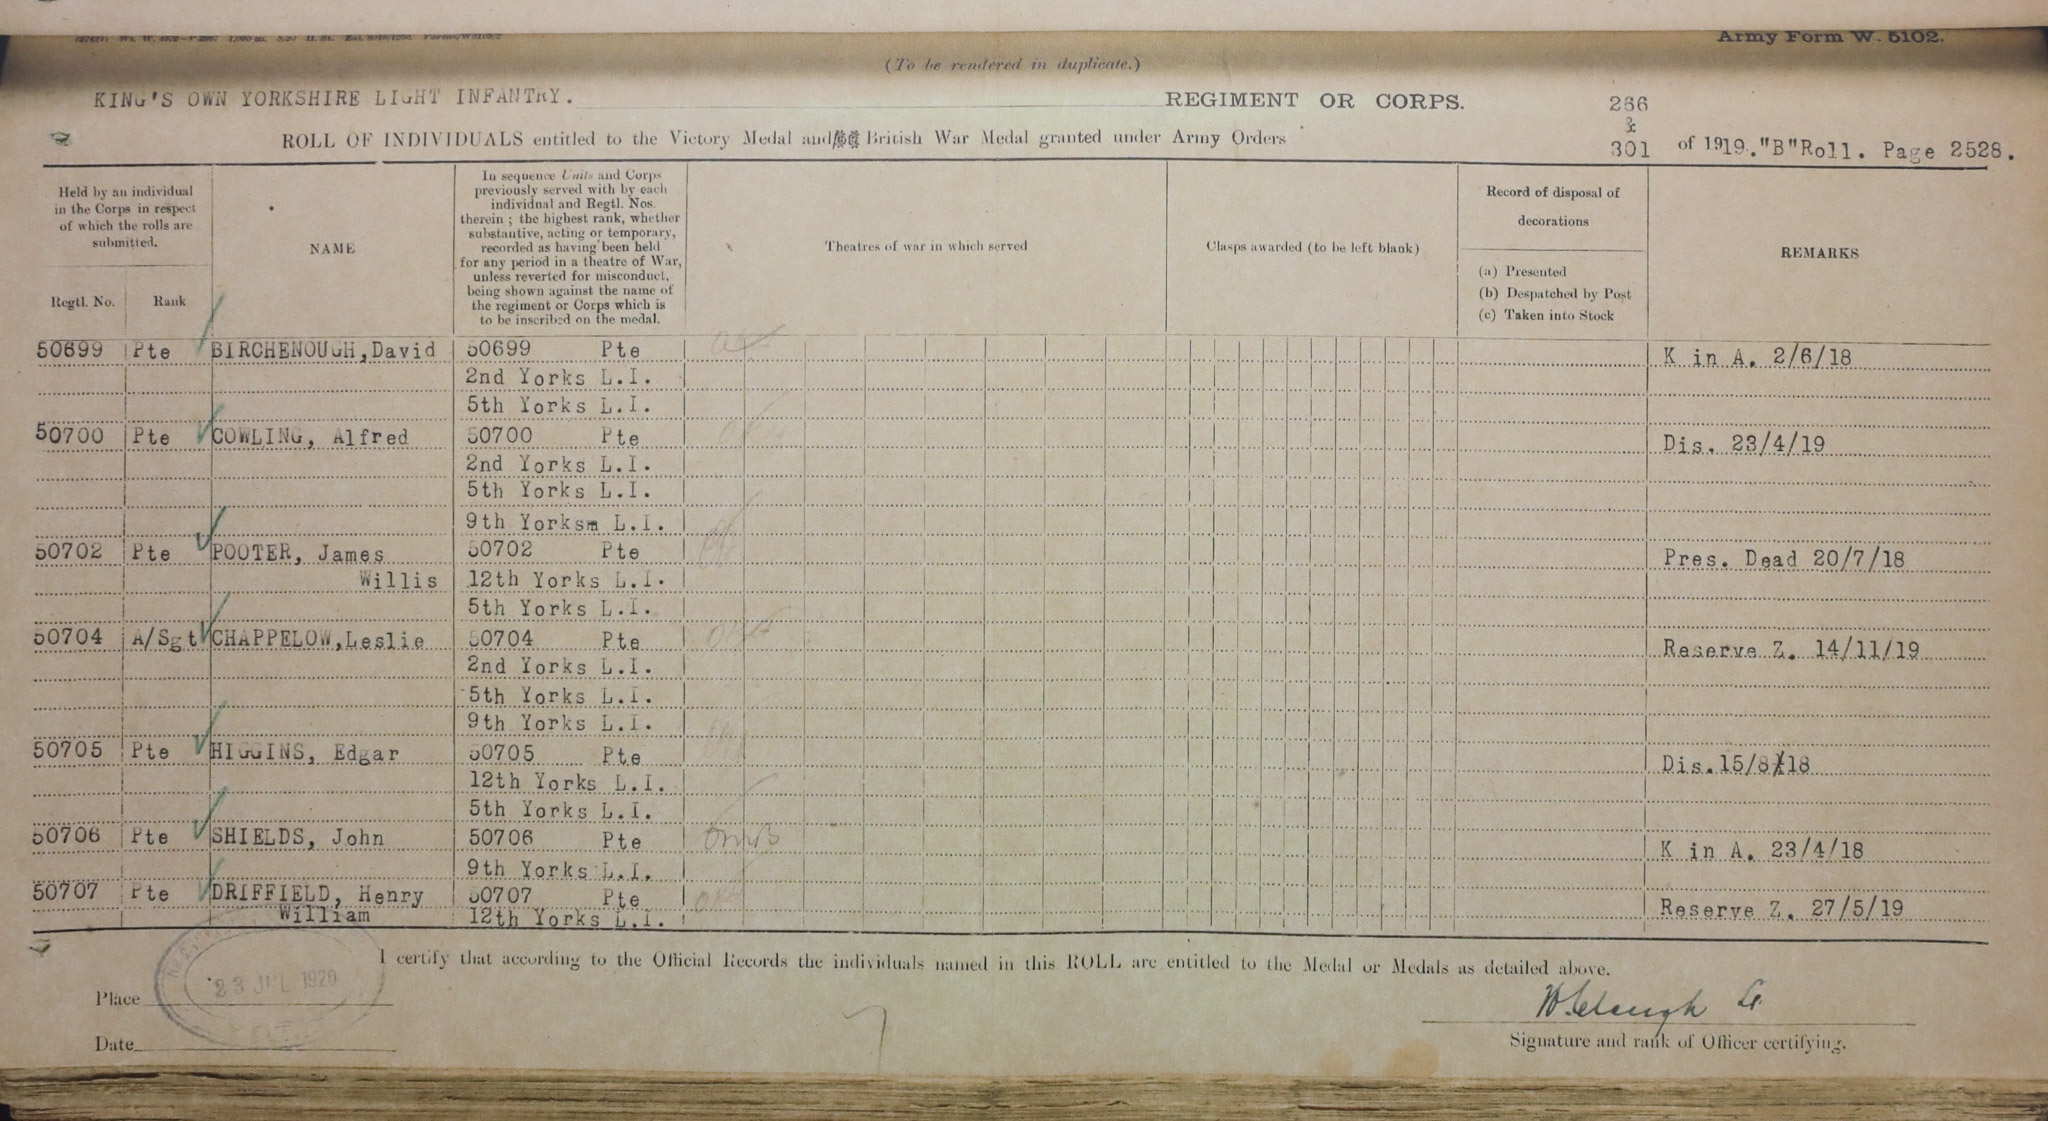 Army Form W. 5102.
(To be rendered in duplicate.)
KING'S OWN YORKSHIRE LIGHT INFANTRY. REGIMENT OR CORPS. 266
&
ROLL OF INDIVIDUALS entitled to the Victory Medal and British War Medal granted under Army Orders 301 of 1919. "B" Roll. Page 2528.
Held by an individual
in the Corps in respect
of which the rolls are
submitted.
Regtl. No. Rank
NAME
In sequence Units and Corps
previously served with by each
individual and Regtl. Nos.
therein ; the highest rank, whether
substantive, acting or temporary,
recorded as having been held
for any period in a theatre of War,
unless reverted for misconduct,
being shown against the name of
the regiment or Corps which is
to be inscribed on the medal.
Theatres of war in which served
Clasps awarded (to be left blank)
Record of disposal of
decorations
(a) Presented
(b) Despatched by Post
(c) Taken into Stock
REMARKS
50699 Pte BIRCHENOUGH, David 50699 Pte K in A. 2/6/18
2nd Yorks L.I.
5th Yorks L.I.
50700 Pte COWLING, Alfred 50700 Pte Dis. 23/4/19
2nd Yorks L.I.
5th Yorks L.I.
9th Yorks L.I.
50702 Pte POOTER, James 50702 Pte Pres. Dead 20/7/18
Willis 12th Yorks L.I.
5th Yorks L.I.
50704 A/Sgt CHAPPELOW, Leslie 50704 Pte Reserve Z. 14/11/19
2nd Yorks L.I.
5th Yorks L.I.
9th Yorks L.I.
50705 Pte HIGGINS, Edgar 50705 Pte Dis. 15/8/18
12th Yorks L.I.
5th Yorks L.I.
50706 Pte SHIELDS, John 50706 Pte K in A. 23/4/18
9th Yorks L.I.
50707 Pte DRIFFIELD, Henry 50707 Pte Reserve Z. 27/5/19
William 12th Yorks L.I.
I certify that according to the Official Records the individuals named in this ROLL are entitled to the Medal or Medals as detailed above.
23 JUL 1920
Place
Date
Signature and rank of Officer certifying.